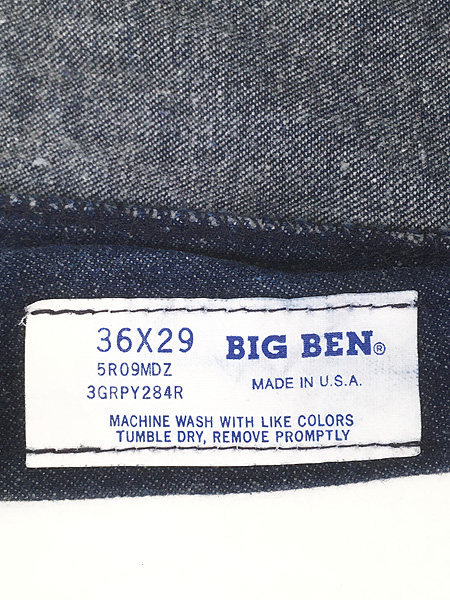 36X29
5R09MDZ
3GRPY284R
BIG BEN®
MADE IN U.S.A.
MACHINE WASH WITH LIKE COLORS
TUMBLE DRY, REMOVE PROMPTLY